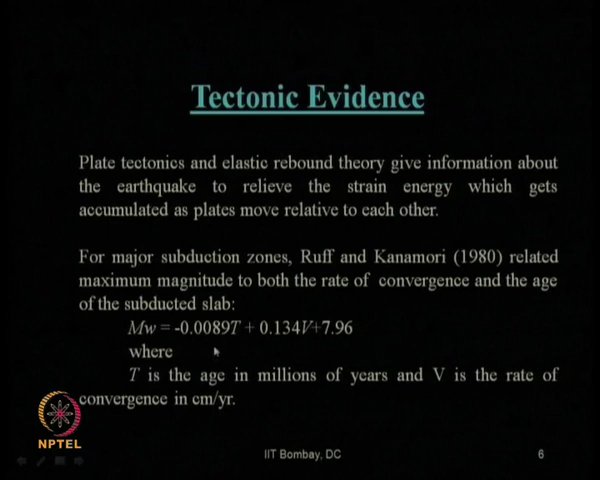 Tectonic Evidence
Plate tectonics and elastic rebound theory give information about
the earthquake to relieve the strain energy which gets
accumulated as plates move relative to each other.
For major subduction zones, Ruff and Kanamori (1980) related
maximum magnitude to both the rate of convergence and the age
of the subducted slab:
Mw = -0.0089T + 0.134V+7.96
where
T is the age in millions of years and V is the rate of
convergence in cm/yr.
NPTEL
IIT Bombay, DC
6